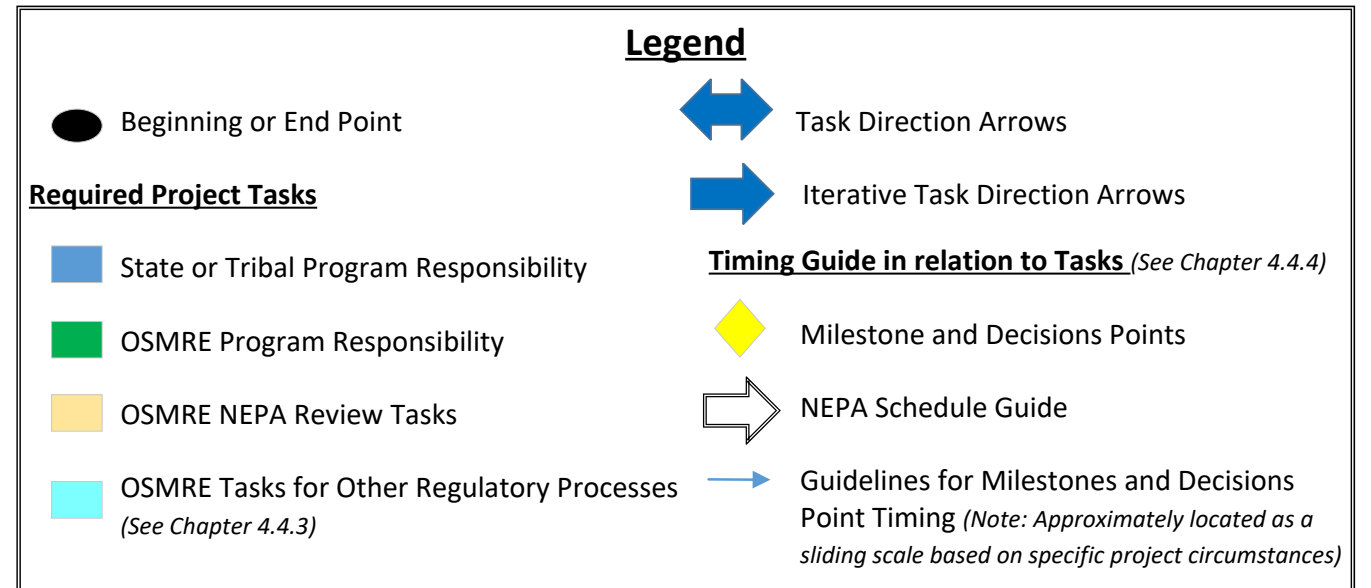 Legend
Beginning or End Point
Required Project Tasks
State or Tribal Program Responsibility
OSMRE Program Responsibility
OSMRE NEPA Review Tasks
OSMRE Tasks for Other Regulatory Processes
(See Chapter 4.4.3)
Task Direction Arrows
Iterative Task Direction Arrows
Timing Guide in relation to Tasks (See Chapter 4.4.4)
Milestone and Decisions Points
NEPA Schedule Guide
Guidelines for Milestones and Decisions
Point Timing (Note: Approximately located as a
sliding scale based on specific project circumstances)